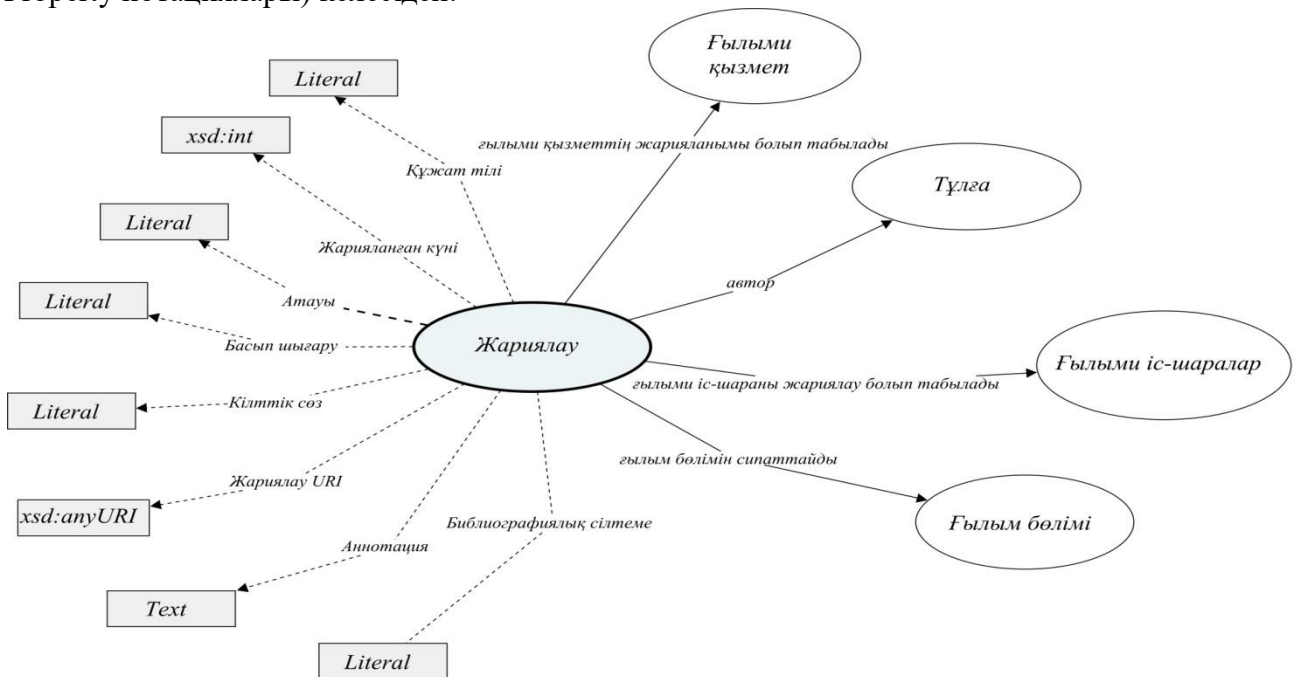 Ғылыми
қызмет
Literal
xsd:int
ғылыми қызметтің жарияланымы болып табылады
Құжат тілі
Тұлға
Literal
Жарияланған күні
автор
Literal
Атауы
Басып шығару
Жариялау
Ғылыми іс-шаралар
ғылыми іс-шараны жариялау болып табылады
Literal
Кілттік сөз
ғылым бөлімін сипаттайды
Жариялау URI
xsd:anyURI
Библиографиялық сілтеме
Ғылым бөлімі
Аннотация
Text
Literal